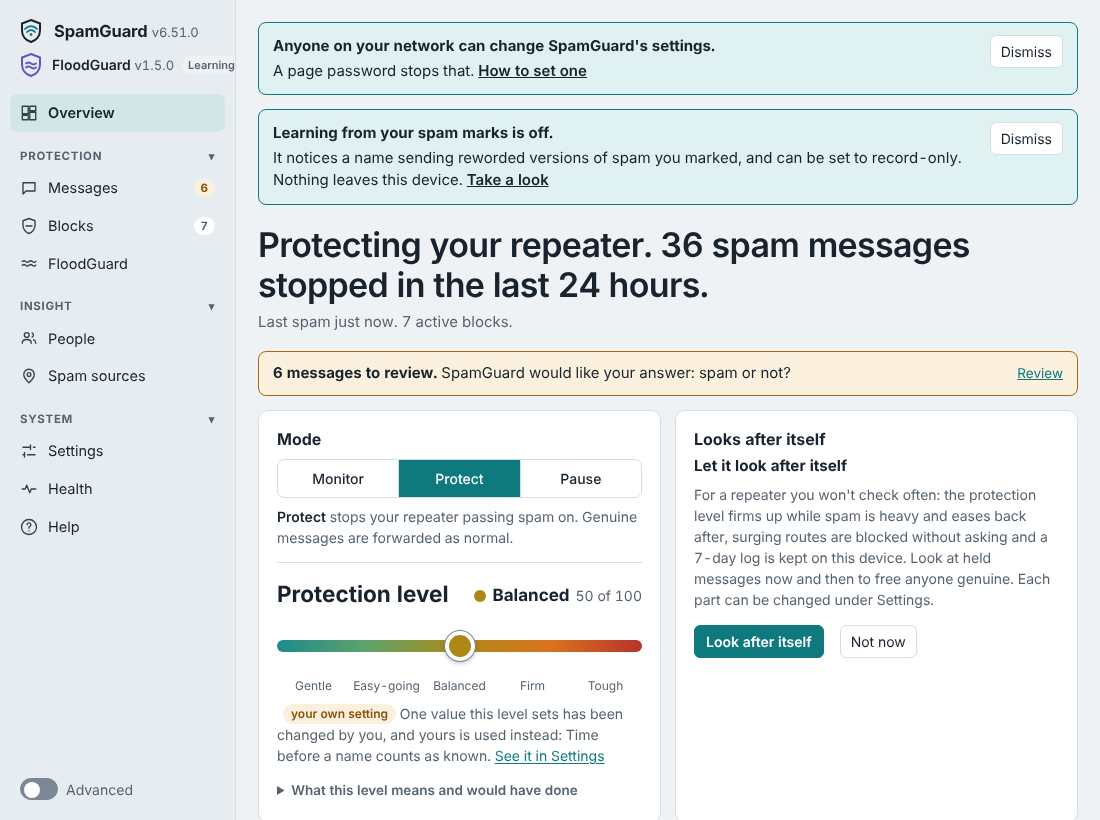 SpamGuard v6.51.0
FloodGuard v1.5.0 Learning
Overview
PROTECTION
Messages 6
Blocks 7
FloodGuard
INSIGHT
People
Spam sources
SYSTEM
Settings
Health
Help
Advanced
Anyone on your network can change SpamGuard's settings.
A page password stops that. How to set one
Dismiss
Learning from your spam marks is off.
It notices a name sending reworded versions of spam you marked, and can be set to record-only.
Nothing leaves this device. Take a look
Dismiss
Protecting your repeater. 36 spam messages
stopped in the last 24 hours.
Last spam just now. 7 active blocks.
6 messages to review. SpamGuard would like your answer: spam or not?
Review
Mode
Monitor Protect Pause
Protect stops your repeater passing spam on. Genuine
messages are forwarded as normal.
Protection level Balanced 50 of 100
Gentle Easy-going Balanced Firm Tough
your own setting One value this level sets has been
changed by you, and yours is used instead: Time
before a name counts as known. See it in Settings
What this level means and would have done
Looks after itself
Let it look after itself
For a repeater you won't check often: the protection
level firms up while spam is heavy and eases back
after, surging routes are blocked without asking and a
7-day log is kept on this device. Look at held
messages now and then to free anyone genuine. Each
part can be changed under Settings.
Look after itself Not now